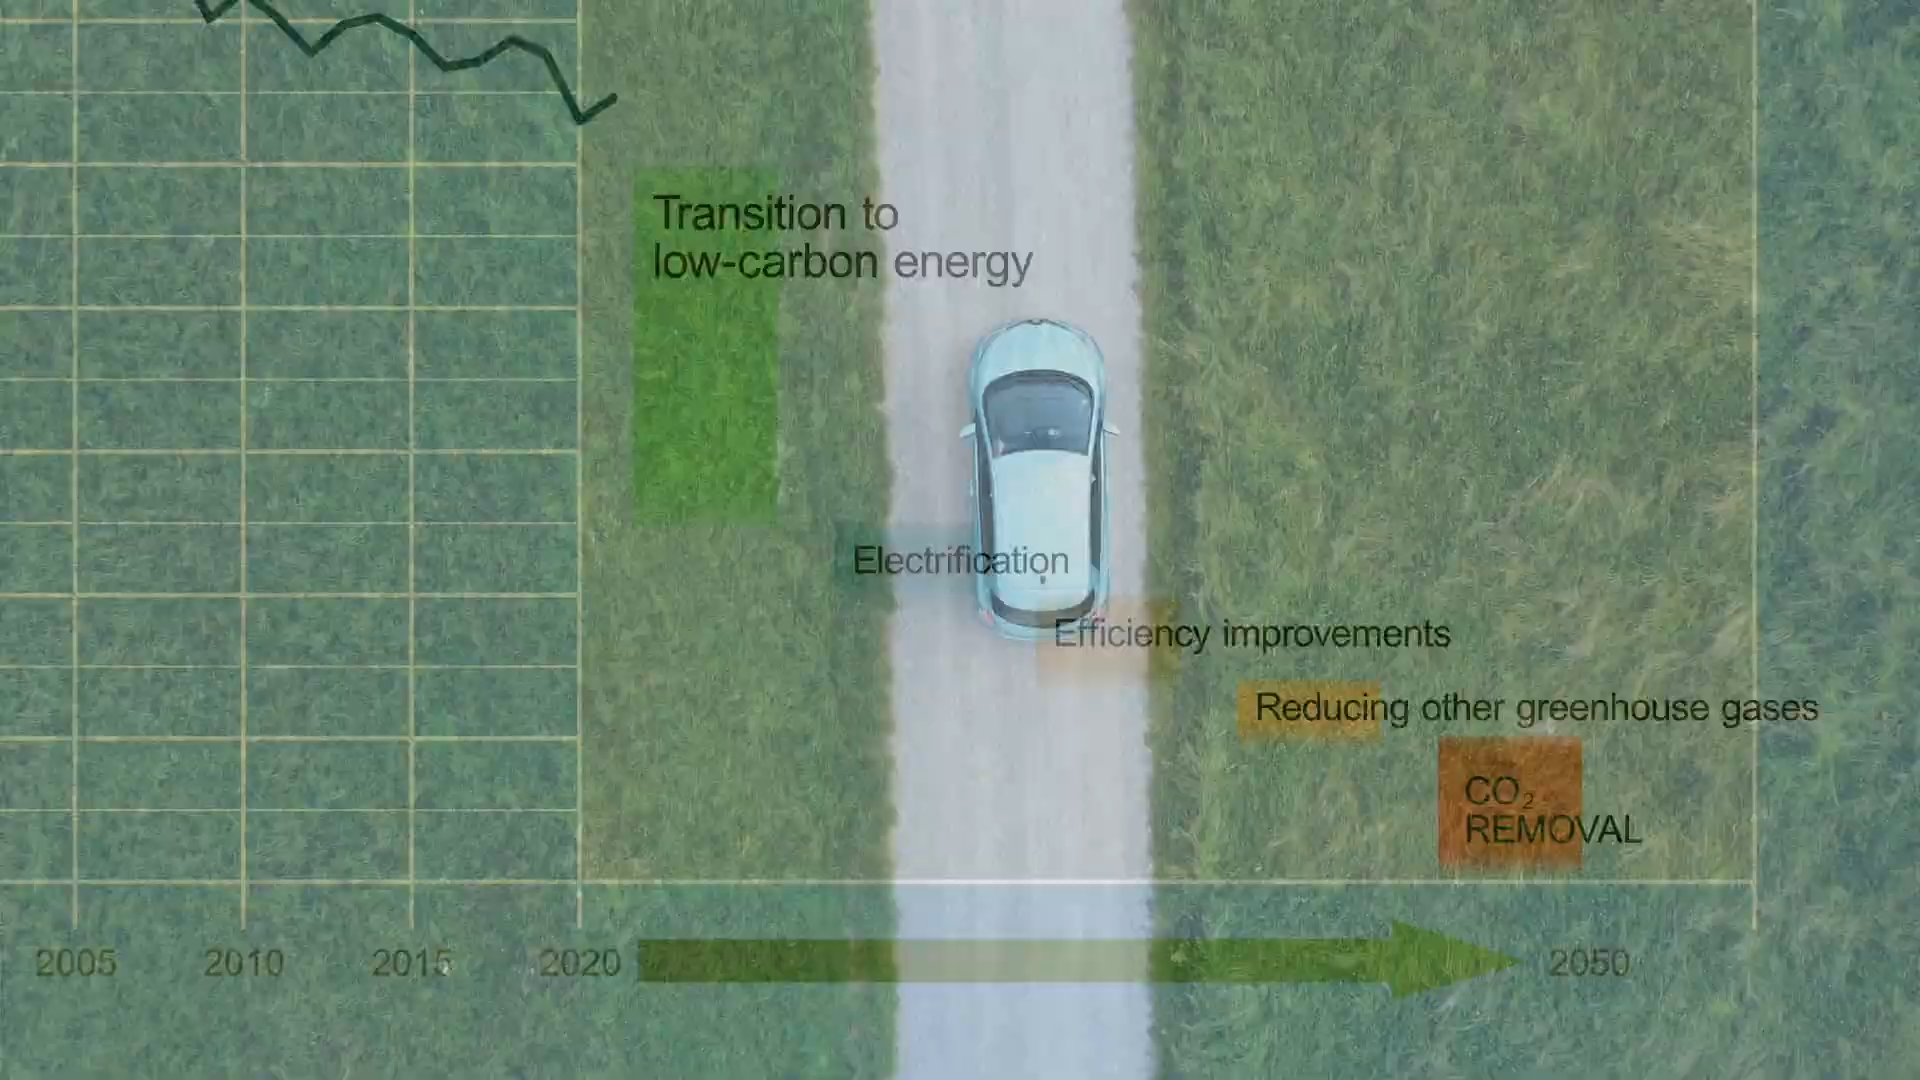 Transition to
low-carbon energy
Electrification
Efficiency improvements
Reducing other greenhouse gases
CO₂
REMOVAL
2005
2010
2015
2020
2050